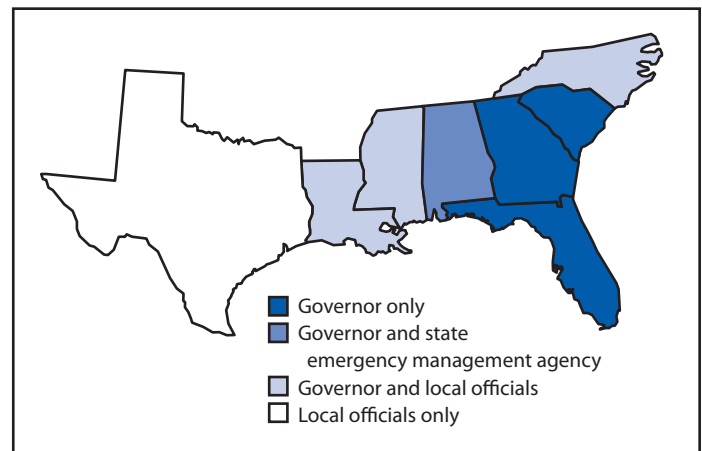 Governor only
Governor and state
emergency management agency
Governor and local officials
Local officials only